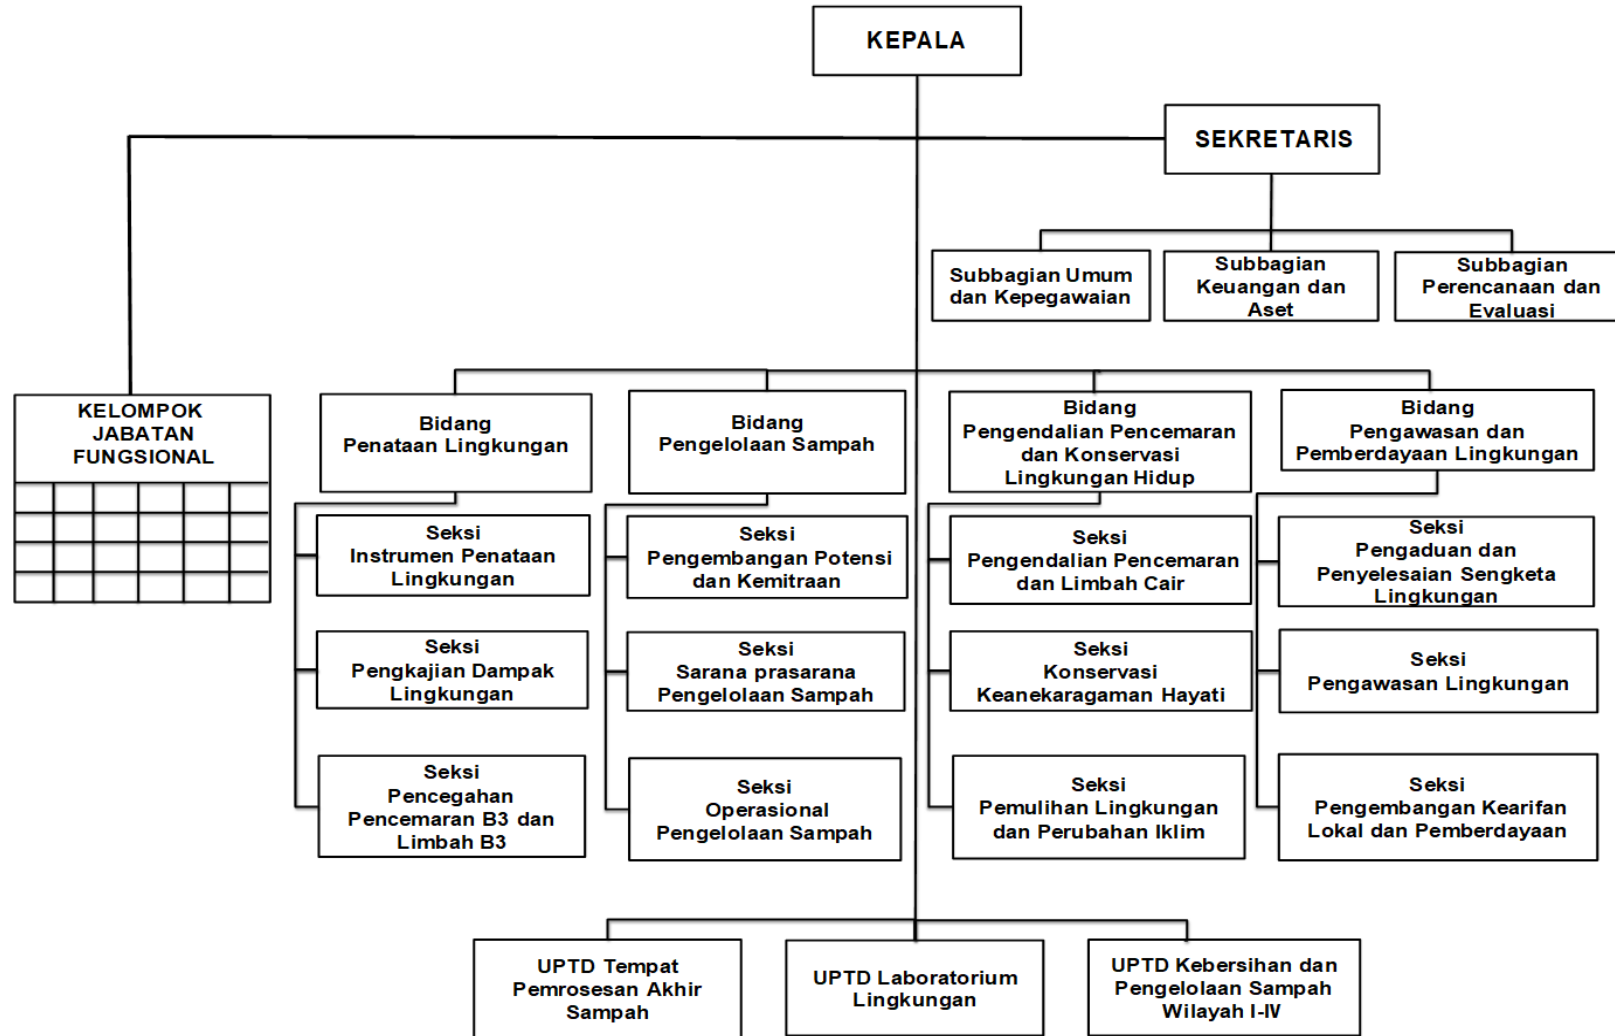 KEPALA
SEKRETARIS
Subbagian Umum
dan Kepegawaian
Subbagian
Keuangan dan
Aset
Subbagian
Perencanaan dan
Evaluasi
KELOMPOK
JABATAN
FUNGSIONAL
Bidang
Penataan Lingkungan
Bidang
Pengelolaan Sampah
Bidang
Pengendalian Pencemaran
dan Konservasi
Lingkungan Hidup
Bidang
Pengawasan dan
Pemberdayaan Lingkungan
Seksi
Instrumen Penataan
Lingkungan
Seksi
Pengembangan Potensi
dan Kemitraan
Seksi
Pengendalian Pencemaran
dan Limbah Cair
Seksi
Pengaduan dan
Penyelesaian Sengketa
Lingkungan
Seksi
Pengkajian Dampak
Lingkungan
Seksi
Sarana prasarana
Pengelolaan Sampah
Seksi
Konservasi
Keanekaragaman Hayati
Seksi
Pengawasan Lingkungan
Seksi
Pencegahan
Pencemaran B3 dan
Limbah B3
Seksi
Operasional
Pengelolaan Sampah
Seksi
Pemulihan Lingkungan
dan Perubahan Iklim
Seksi
Pengembangan Kearifan
Lokal dan Pemberdayaan
UPTD Tempat
Pemrosesan Akhir
Sampah
UPTD Laboratorium
Lingkungan
UPTD Kebersihan dan
Pengelolaan Sampah
Wilayah I-IV